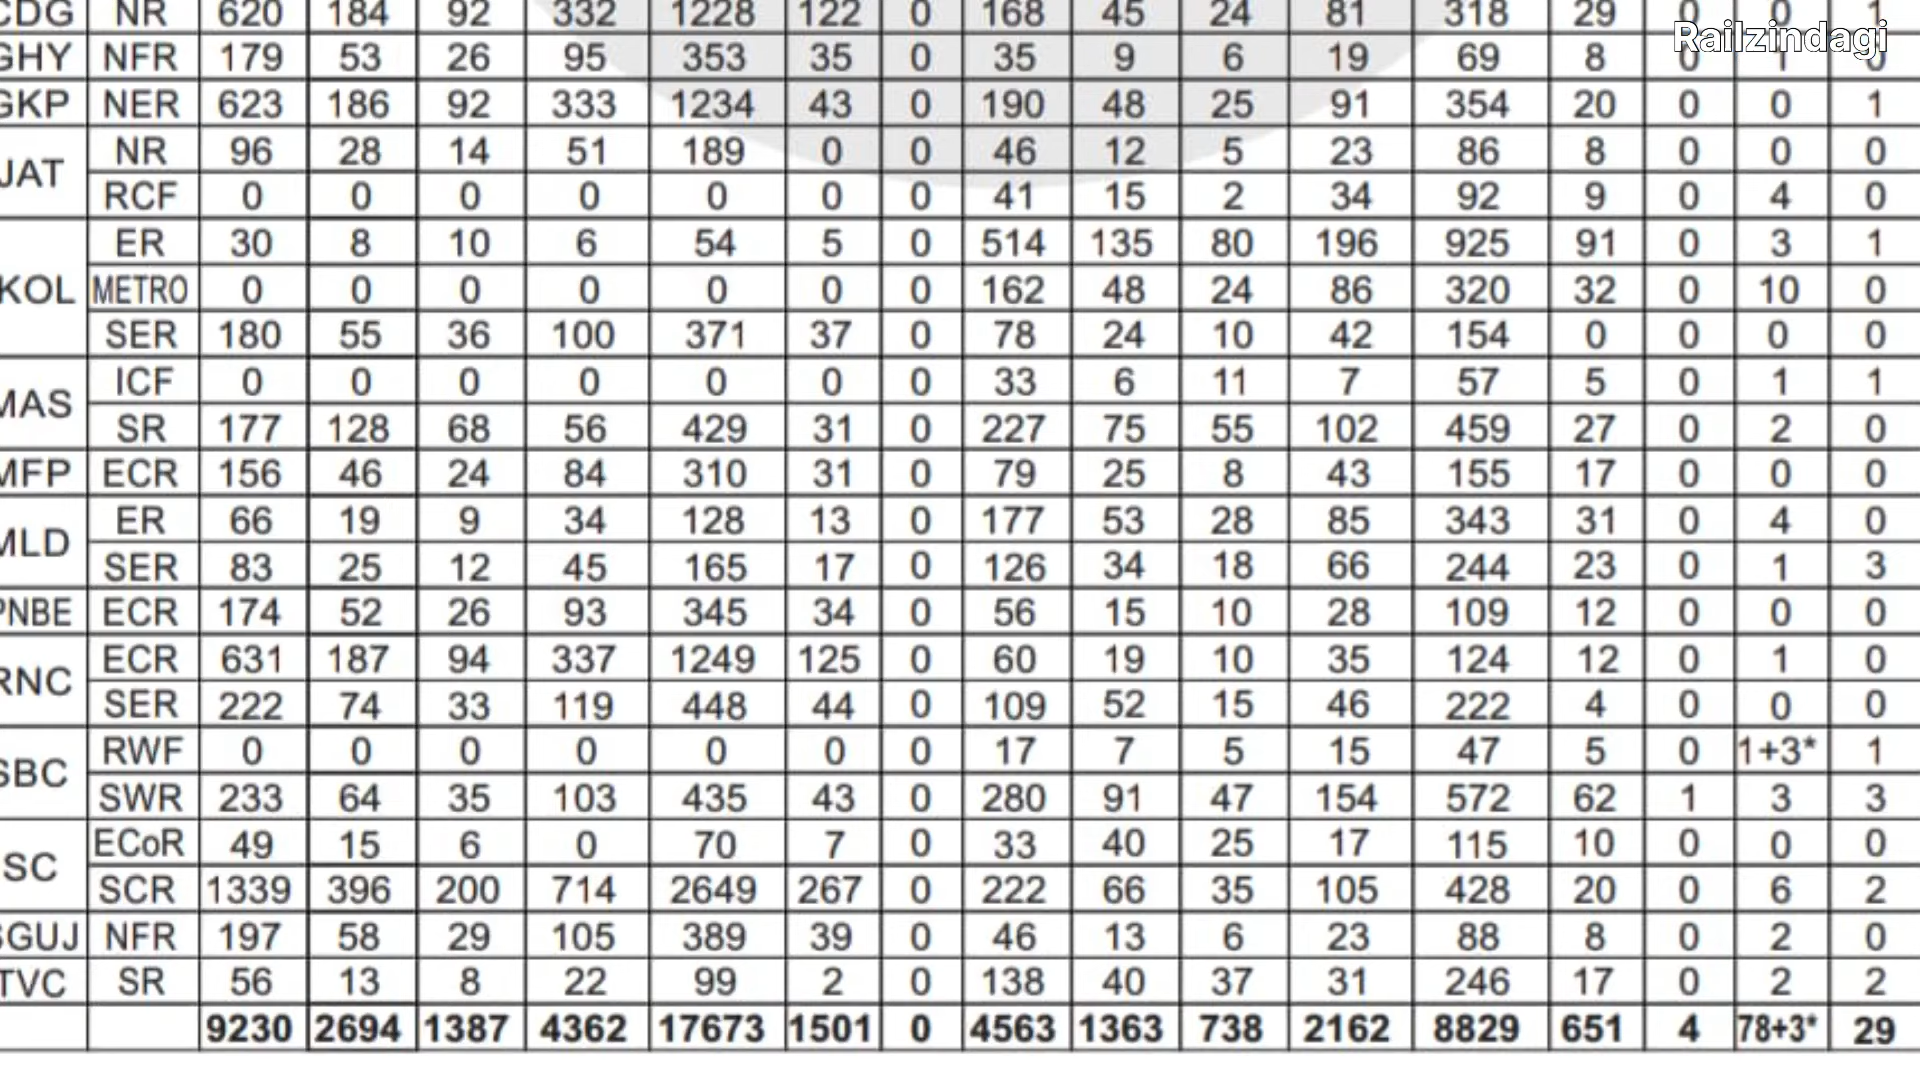 CDG NR 620 184 92 332 1228 122 0 168 45 24 81 318 29 0 0 1
Railzindagi
GHY NFR 179 53 26 95 353 35 0 35 9 6 19 69 8 0 1 0
GKP NER 623 186 92 333 1234 43 0 190 48 25 91 354 20 0 0 1
JAT NR 96 28 14 51 189 0 0 46 12 5 23 86 8 0 0 0
RCF 0 0 0 0 0 0 0 41 15 2 34 92 9 0 4 0
KOL ER 30 8 10 6 54 5 0 514 135 80 196 925 91 0 3 1
METRO 0 0 0 0 0 0 0 162 48 24 86 320 32 0 10 0
SER 180 55 36 100 371 37 0 78 24 10 42 154 0 0 0 0
MAS ICF 0 0 0 0 0 0 0 33 6 11 7 57 5 0 1 1
SR 177 128 68 56 429 31 0 227 75 55 102 459 27 0 2 0
MFP ECR 156 46 24 84 310 31 0 79 25 8 43 155 17 0 0 0
MLD ER 66 19 9 34 128 13 0 177 53 28 85 343 31 0 4 0
SER 83 25 12 45 165 17 0 126 34 18 66 244 23 0 1 3
PNBE ECR 174 52 26 93 345 34 0 56 15 10 28 109 12 0 0 0
RNC ECR 631 187 94 337 1249 125 0 60 19 10 35 124 12 0 1 0
SER 222 74 33 119 448 44 0 109 52 15 46 222 4 0 0 0
SBC RWF 0 0 0 0 0 0 0 17 7 5 15 47 5 0 1+3* 1
SWR 233 64 35 103 435 43 0 280 91 47 154 572 62 1 3 3
SC ECoR 49 15 6 0 70 7 0 33 40 25 17 115 10 0 0 0
SCR 1339 396 200 714 2649 267 0 222 66 35 105 428 20 0 6 2
SGUJ NFR 197 58 29 105 389 39 0 46 13 6 23 88 8 0 2 0
TVC SR 56 13 8 22 99 2 0 138 40 37 31 246 17 0 2 2
9230 2694 1387 4362 17673 1501 0 4563 1363 738 2162 8829 651 4 78+3* 29